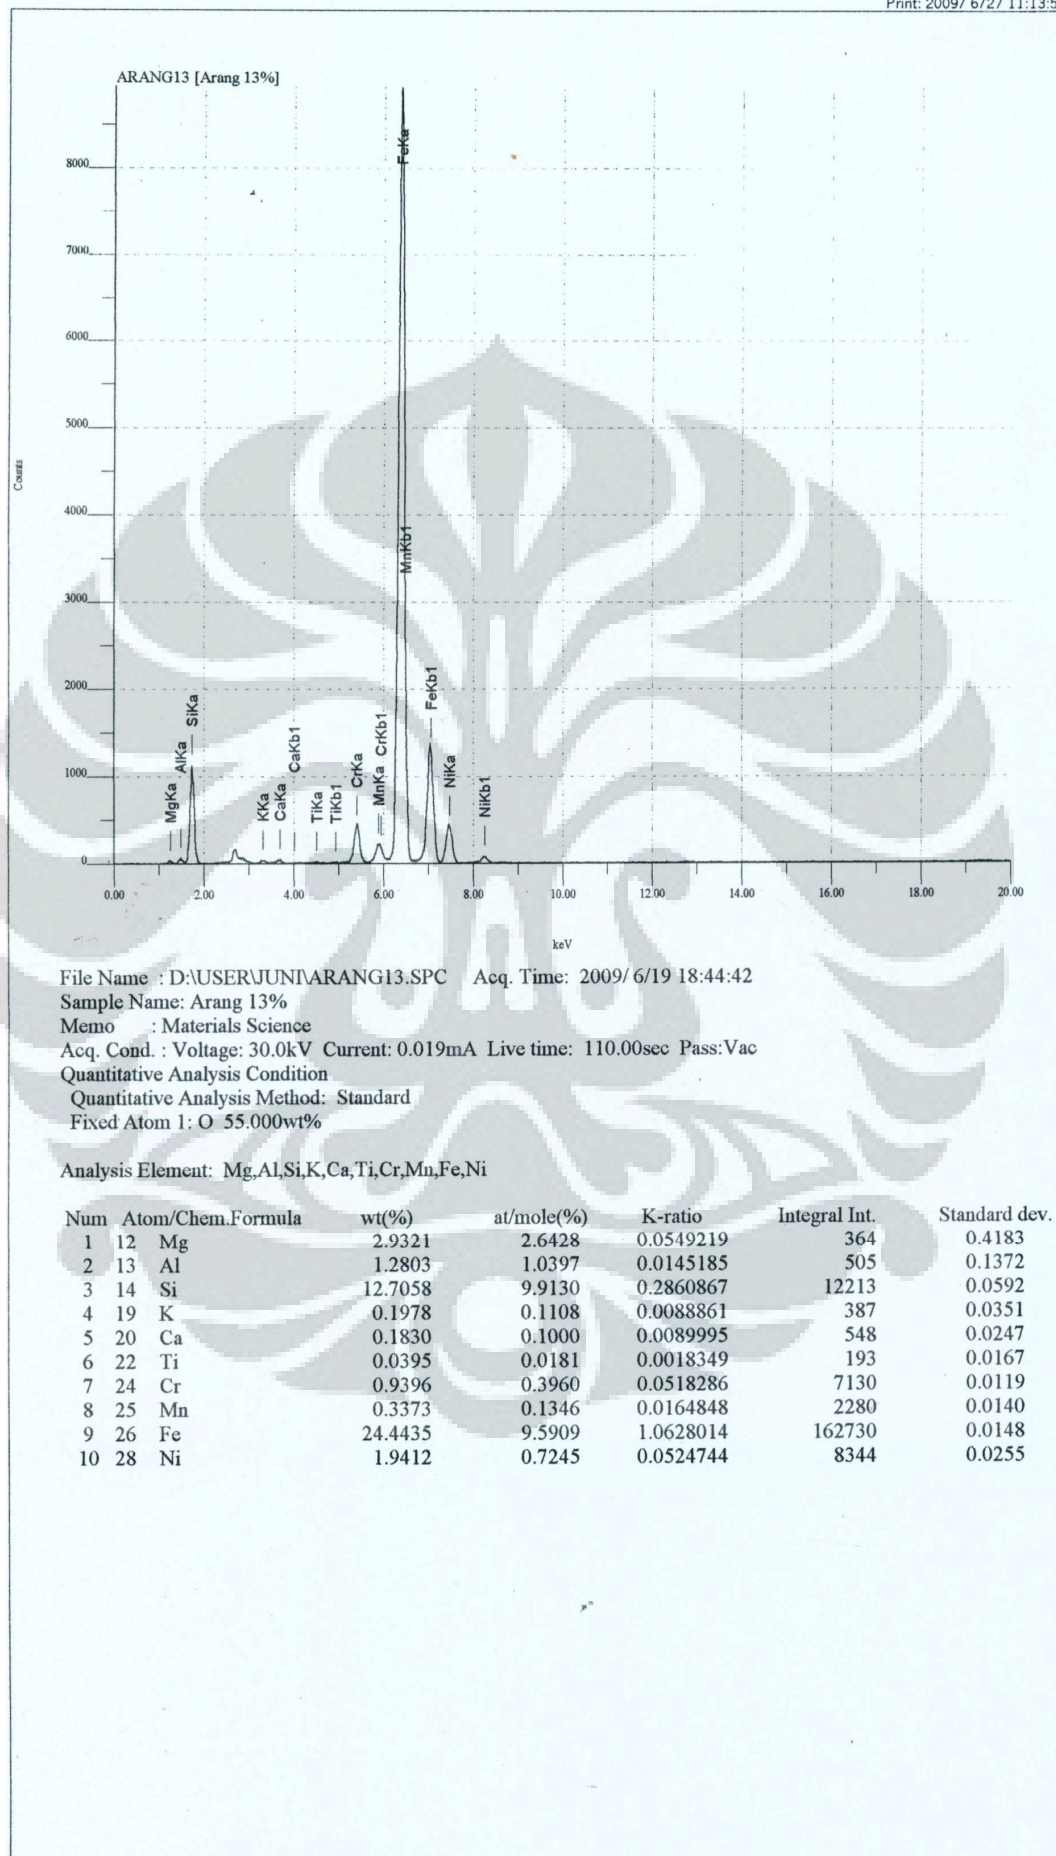 Print: 2009/ 6/27 11:13:5
ARANG13 [Arang 13%]
FeKa
8000
7000
6000
5000
Counts
4000
MnKb1
3000
2000
FeKb1
SiKa
AlKa
CaKb1
CrKa
CrKb1
NiKa
1000
MgKa
KKa
CaKa
TiKa
TiKb1
MnKa
NiKb1
0
0.00 2.00 4.00 6.00 8.00 10.00 12.00 14.00 16.00 18.00 20.00
keV
File Name : D:\USER\JUNI\ARANG13.SPC Acq. Time: 2009/ 6/19 18:44:42
Sample Name: Arang 13%
Memo : Materials Science
Acq. Cond. : Voltage: 30.0kV Current: 0.019mA Live time: 110.00sec Pass:Vac
Quantitative Analysis Condition
Quantitative Analysis Method: Standard
Fixed Atom 1: O 55.000wt%
Analysis Element: Mg,Al,Si,K,Ca,Ti,Cr,Mn,Fe,Ni
Num Atom/Chem.Formula wt(%) at/mole(%) K-ratio Integral Int. Standard dev.
1 12 Mg 2.9321 2.6428 0.0549219 364 0.4183
2 13 Al 1.2803 1.0397 0.0145185 505 0.1372
3 14 Si 12.7058 9.9130 0.2860867 12213 0.0592
4 19 K 0.1978 0.1108 0.0088861 387 0.0351
5 20 Ca 0.1830 0.1000 0.0089995 548 0.0247
6 22 Ti 0.0395 0.0181 0.0018349 193 0.0167
7 24 Cr 0.9396 0.3960 0.0518286 7130 0.0119
8 25 Mn 0.3373 0.1346 0.0164848 2280 0.0140
9 26 Fe 24.4435 9.5909 1.0628014 162730 0.0148
10 28 Ni 1.9412 0.7245 0.0524744 8344 0.0255